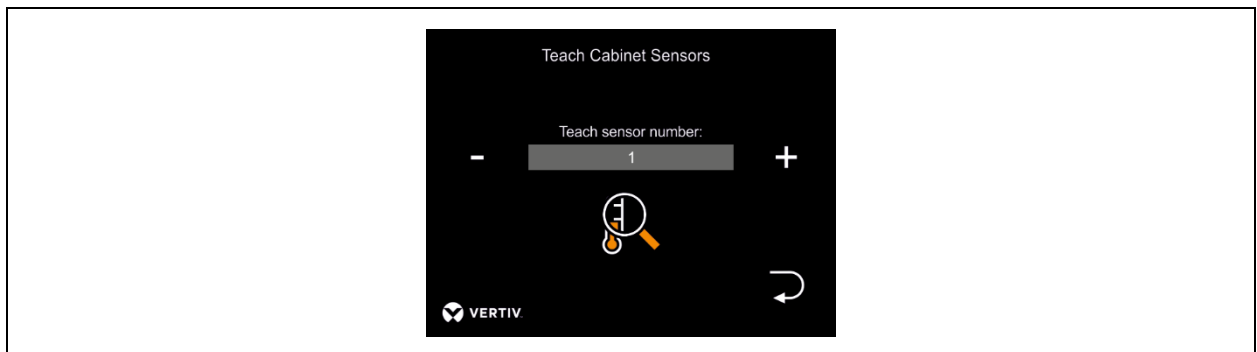 Teach Cabinet Sensors
Teach sensor number:
- 1 +
VERTIV.